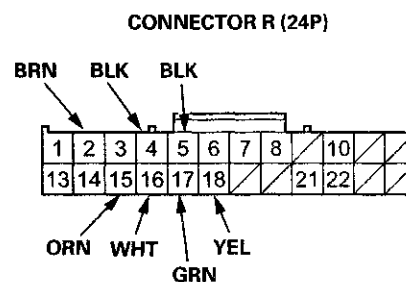 CONNECTOR R (24P)
BRN BLK BLK
1 2 3 4 5 6 7 8 10
13 14 15 16 17 18 21 22
ORN WHT GRN YEL